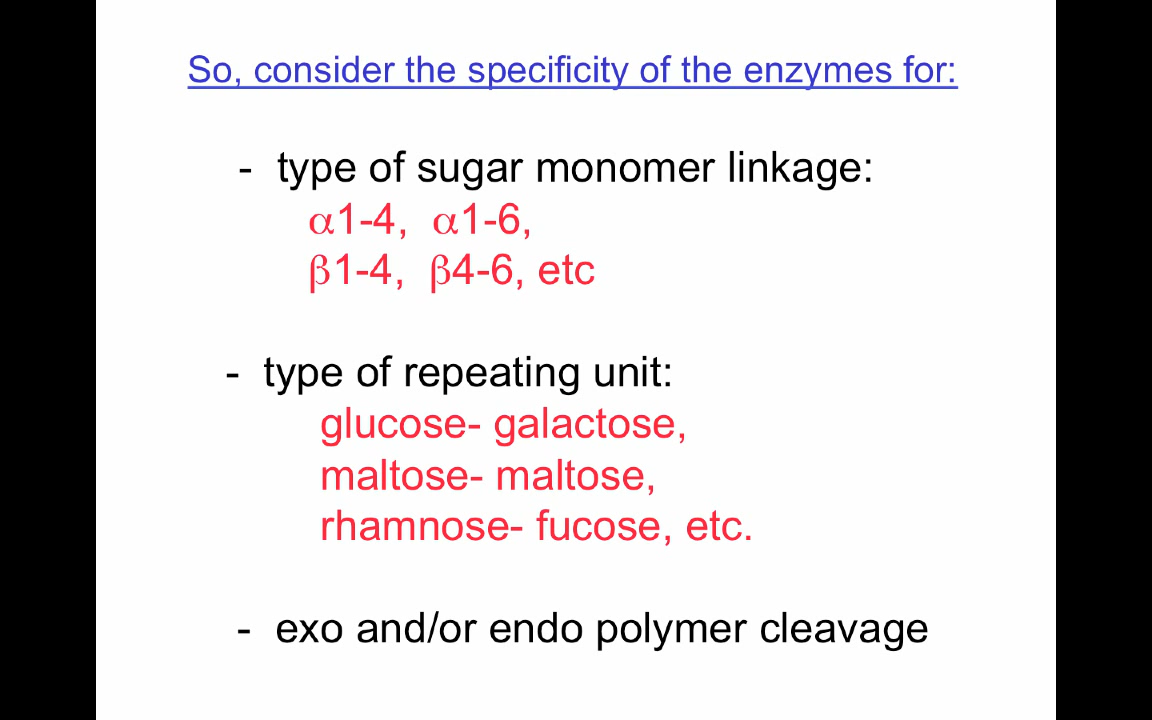 So, consider the specificity of the enzymes for:
- type of sugar monomer linkage:
α1-4, α1-6,
β1-4, β4-6, etc
- type of repeating unit:
glucose- galactose,
maltose- maltose,
rhamnose- fucose, etc.
- exo and/or endo polymer cleavage